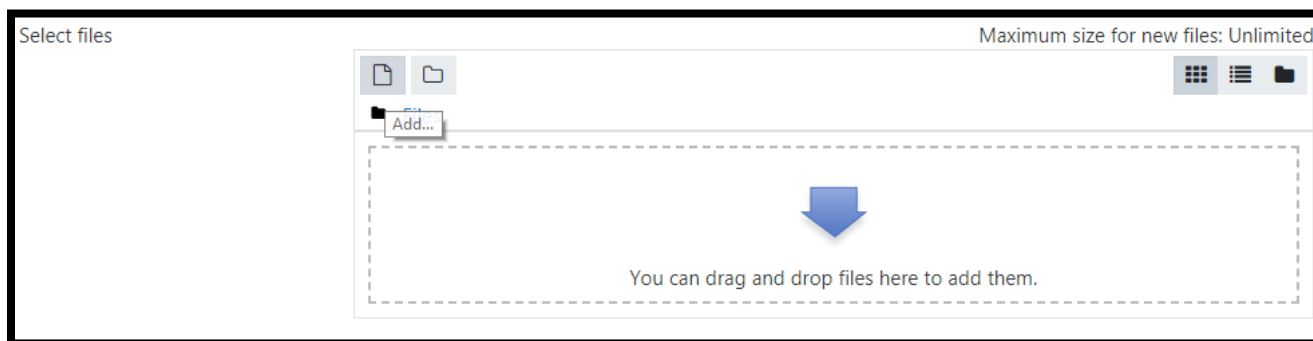 Select files
Maximum size for new files: Unlimited
Files
Add...
You can drag and drop files here to add them.